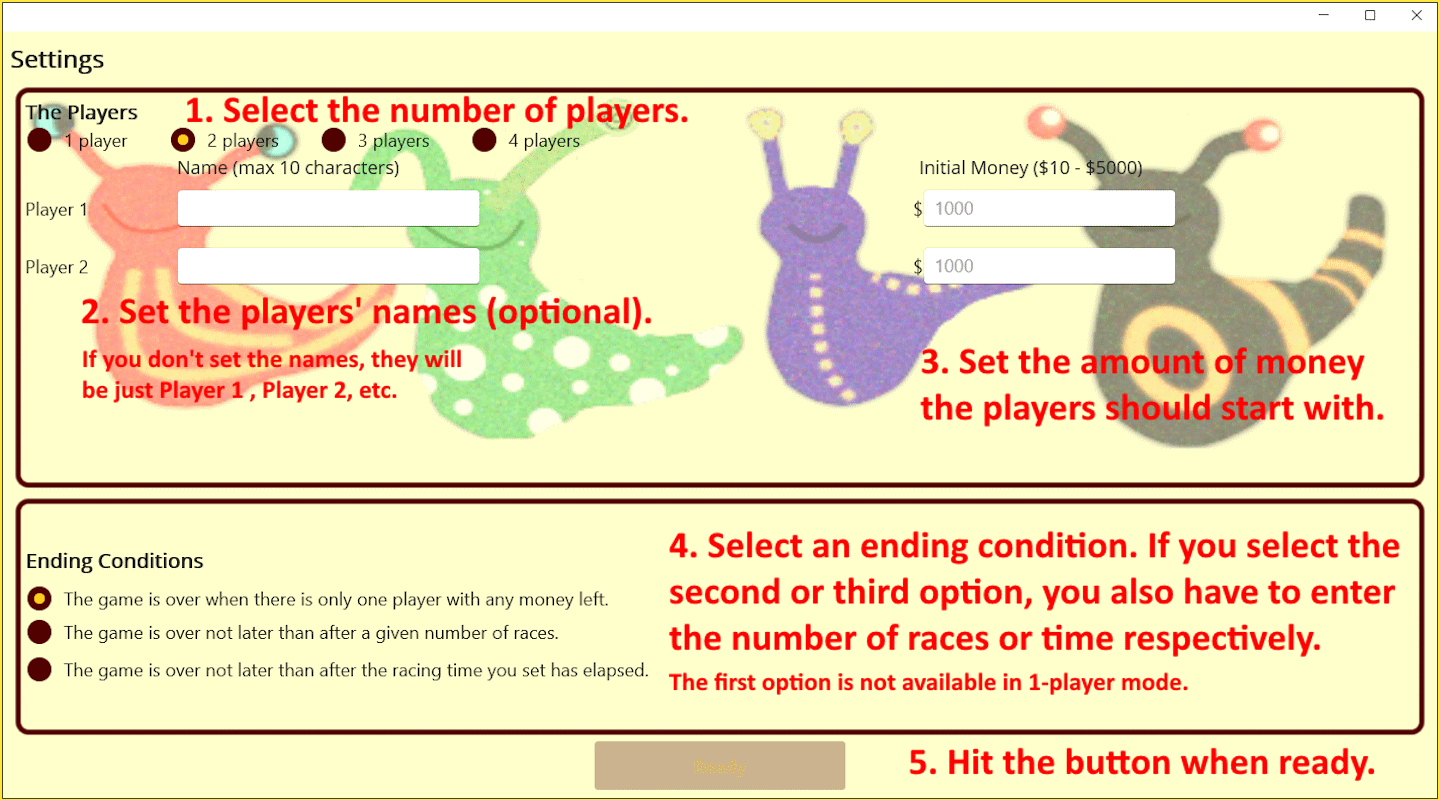 Settings
The Players
1. Select the number of players.
1 player
2 players
3 players
4 players
Name (max 10 characters)
Initial Money ($10 - $5000)
Player 1
$ 1000
Player 2
$ 1000
2. Set the players' names (optional).
If you don't set the names, they will
be just Player 1 , Player 2, etc.
3. Set the amount of money
the players should start with.
Ending Conditions
The game is over when there is only one player with any money left.
The game is over not later than after a given number of races.
The game is over not later than after the racing time you set has elapsed.
4. Select an ending condition. If you select the
second or third option, you also have to enter
the number of races or time respectively.
The first option is not available in 1-player mode.
Ready
5. Hit the button when ready.